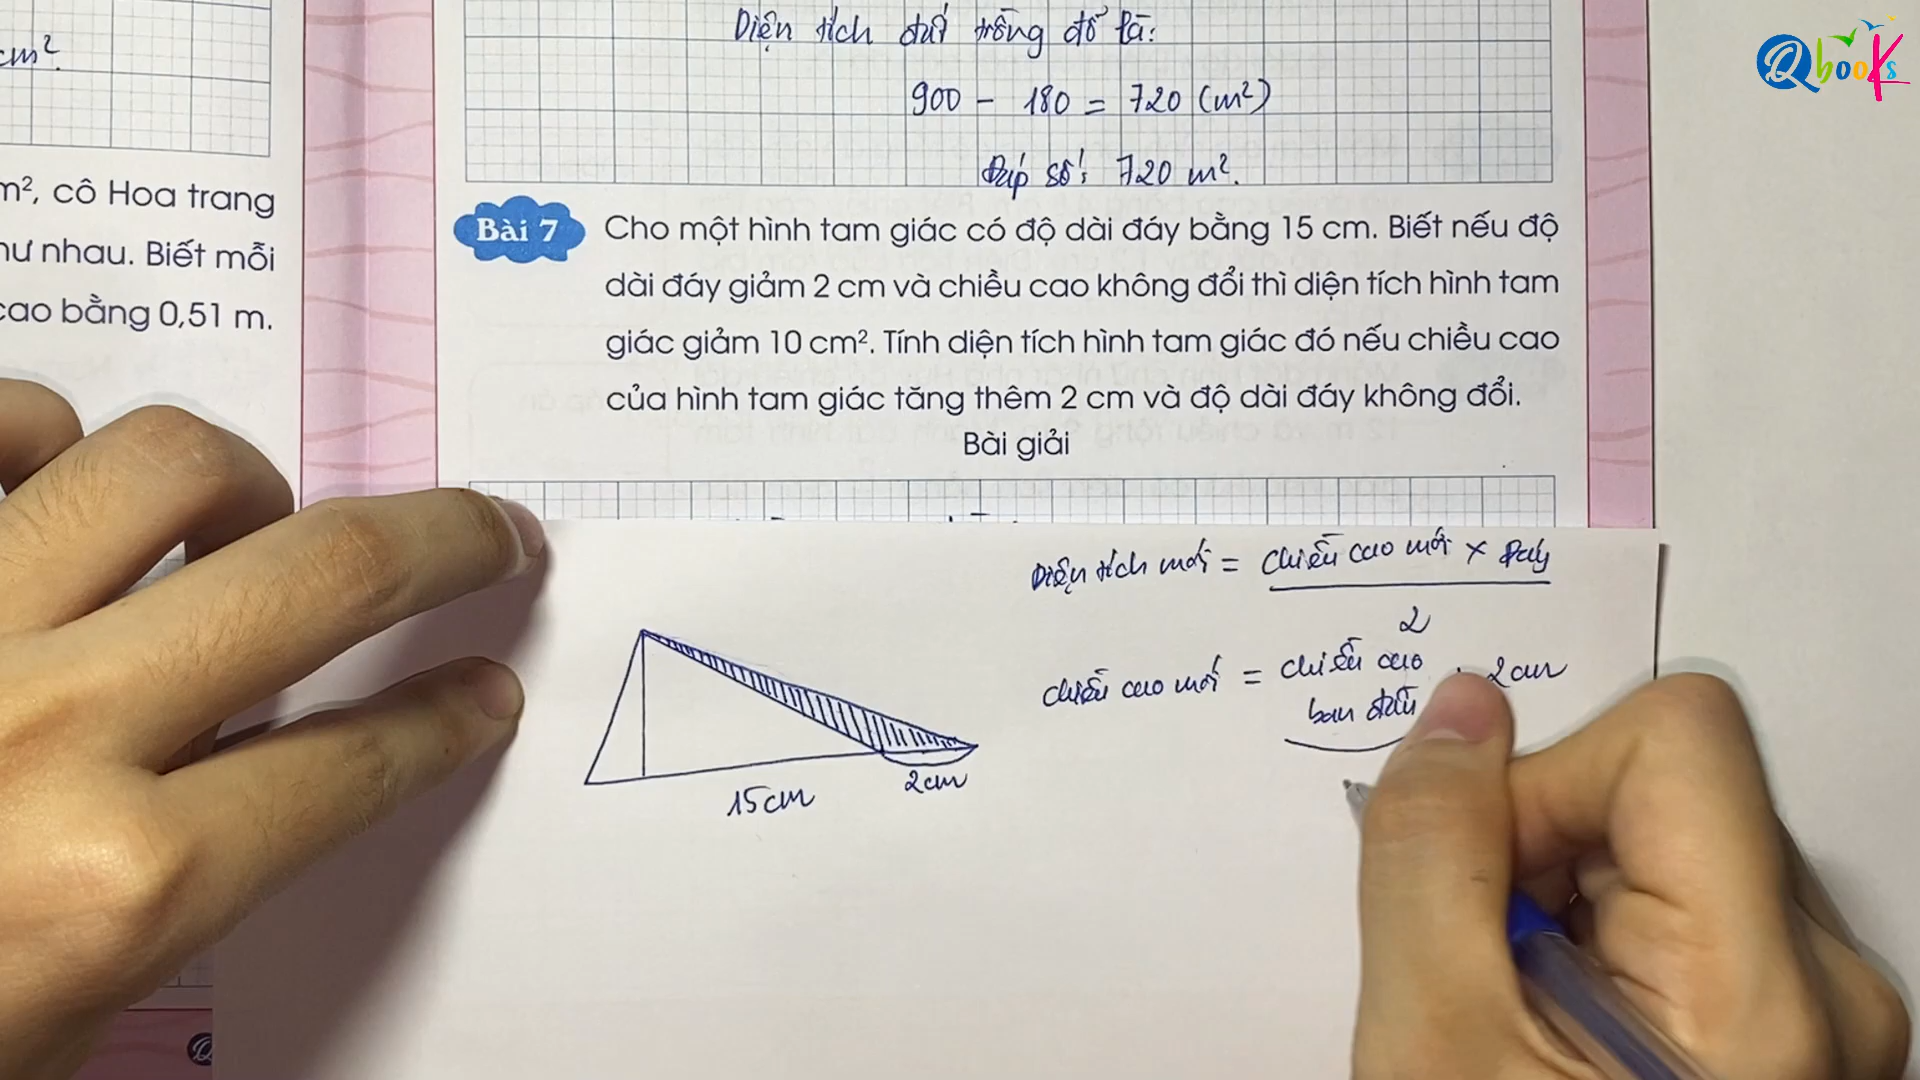 Qbooks
cm².
m², cô Hoa trang
hư nhau. Biết mỗi
cao bằng 0,51 m.
Diện tích đất trồng đỗ là:
900 - 180 = 720 (m²)
Đáp số: 720 m².
Bài 7
Cho một hình tam giác có độ dài đáy bằng 15 cm. Biết nếu độ
dài đáy giảm 2 cm và chiều cao không đổi thì diện tích hình tam
giác giảm 10 cm². Tính diện tích hình tam giác đó nếu chiều cao
của hình tam giác tăng thêm 2 cm và độ dài đáy không đổi.
Bài giải
Diện tích mới = chiều cao mới × Đáy
2
chiều cao mới = chiều cao
2cm
ban đầu
15cm
2cm